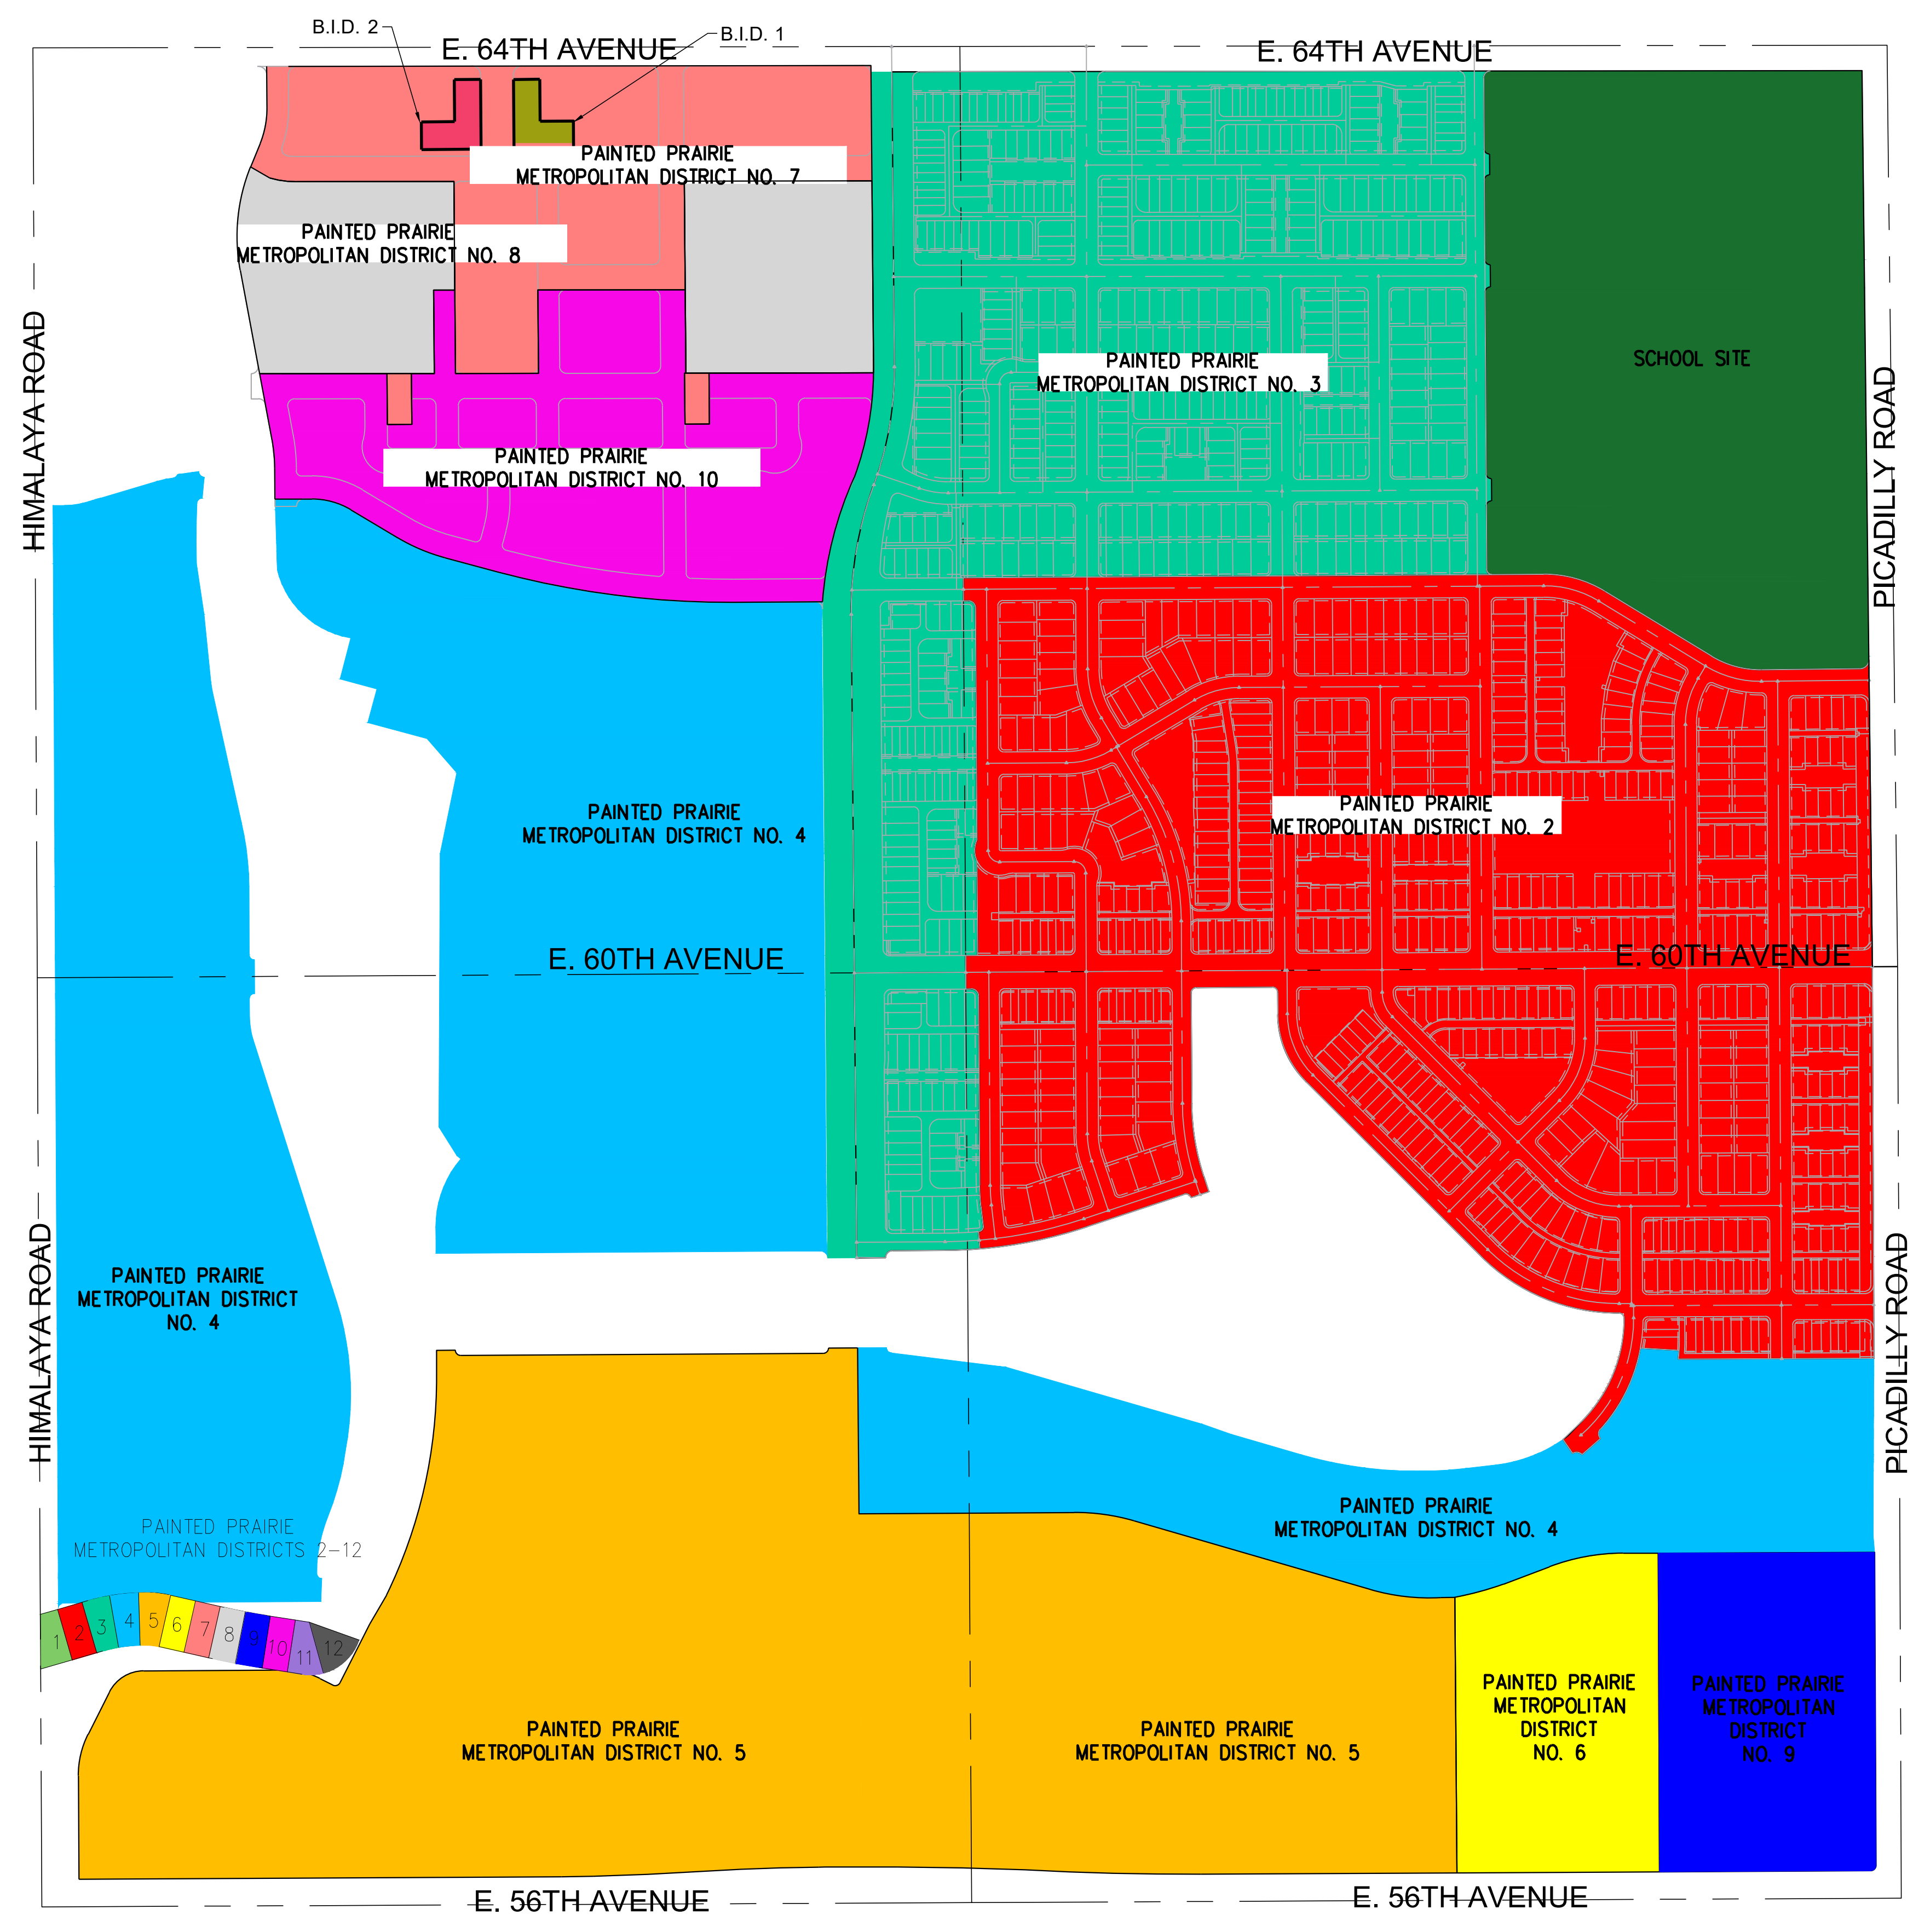 B.I.D. 2
B.I.D. 1
E. 64TH AVENUE
E. 64TH AVENUE
PAINTED PRAIRIE
METROPOLITAN DISTRICT NO. 7
PAINTED PRAIRIE
METROPOLITAN DISTRICT NO. 8
HIMALAYA ROAD
PAINTED PRAIRIE
METROPOLITAN DISTRICT NO. 3
SCHOOL SITE
PICADILLY ROAD
PAINTED PRAIRIE
METROPOLITAN DISTRICT NO. 10
PAINTED PRAIRIE
METROPOLITAN DISTRICT NO. 4
PAINTED PRAIRIE
METROPOLITAN DISTRICT NO. 2
E. 60TH AVENUE
E. 60TH AVENUE
PAINTED PRAIRIE
METROPOLITAN DISTRICT
NO. 4
HIMALAYA ROAD
PICADILLY ROAD
PAINTED PRAIRIE
METROPOLITAN DISTRICT NO. 4
PAINTED PRAIRIE
METROPOLITAN DISTRICTS 2-12
1 2 3 4 5 6 7 8 9 10 11 12
PAINTED PRAIRIE
METROPOLITAN DISTRICT NO. 5
PAINTED PRAIRIE
METROPOLITAN DISTRICT NO. 5
PAINTED PRAIRIE
METROPOLITAN
DISTRICT
NO. 6
PAINTED PRAIRIE
METROPOLITAN
DISTRICT
NO. 9
E. 56TH AVENUE
E. 56TH AVENUE